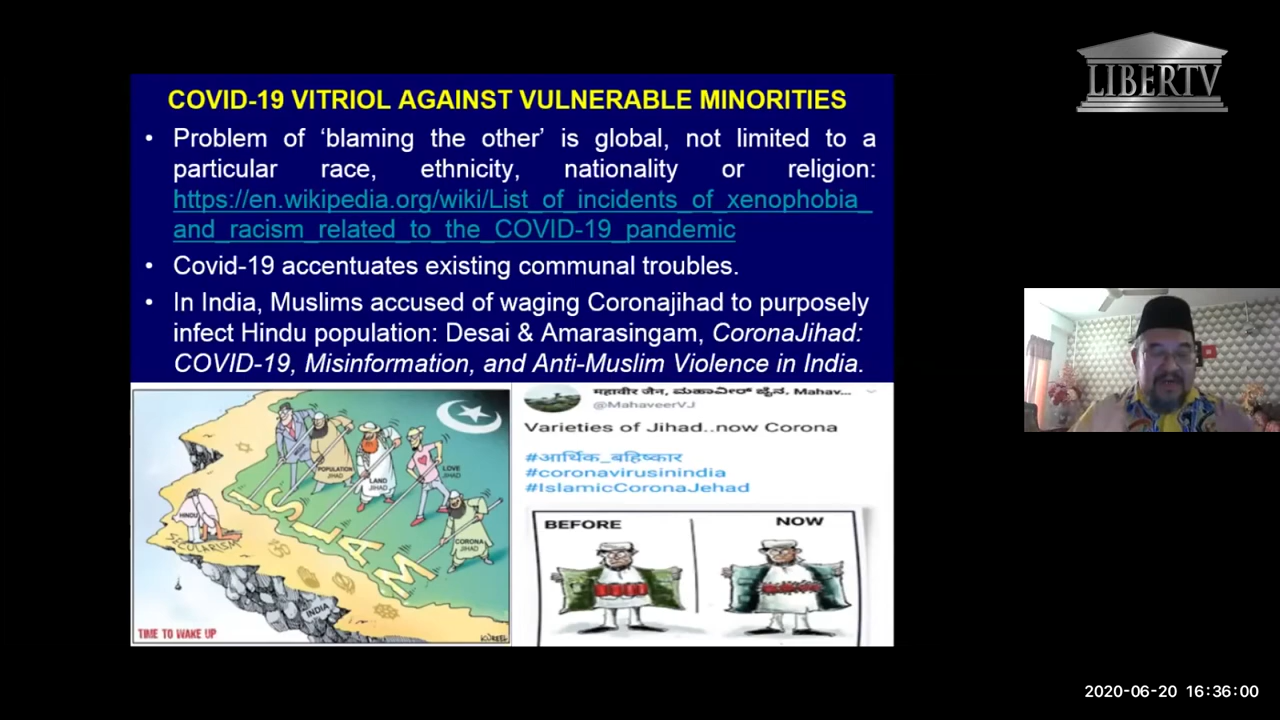 LIBERTV
COVID-19 VITRIOL AGAINST VULNERABLE MINORITIES
• Problem of ‘blaming the other’ is global, not limited to a
particular race, ethnicity, nationality or religion:
https://en.wikipedia.org/wiki/List_of_incidents_of_xenophobia_
and_racism_related_to_the_COVID-19_pandemic
• Covid-19 accentuates existing communal troubles.
• In India, Muslims accused of waging Coronajihad to purposely
infect Hindu population: Desai & Amarasingam, CoronaJihad:
COVID-19, Misinformation, and Anti-Muslim Violence in India.
POPULATION
JIHAD
LAND
JIHAD
LOVE
JIHAD
CORONA
JIHAD
ISLAM
HINDU
SECULARISM
INDIA
TIME TO WAKE UP
महावीर जैन, ಮಹಾವೀರ ಜೈನ, Mahav...
@MahaveerVJ
Varieties of Jihad..now Corona
#आर्थिक_बहिष्कार
#coronavirusinindia
#IslamicCoronaJehad
BEFORE
NOW
2020-06-20 16:36:00